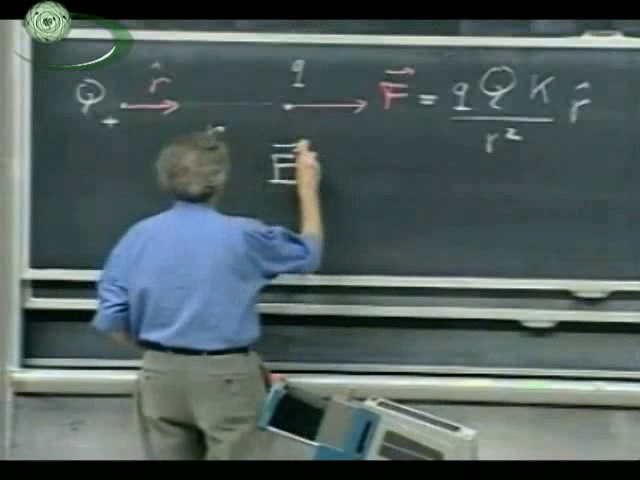 Q + r̂ q F⃗ = q Q K / r² r̂
r
E⃗